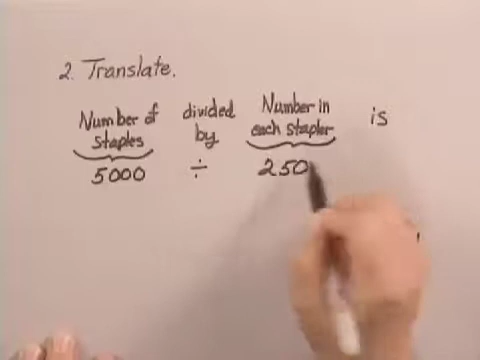 2. Translate.
Number of divided Number in is
staples by each stapler
5000 ÷ 250